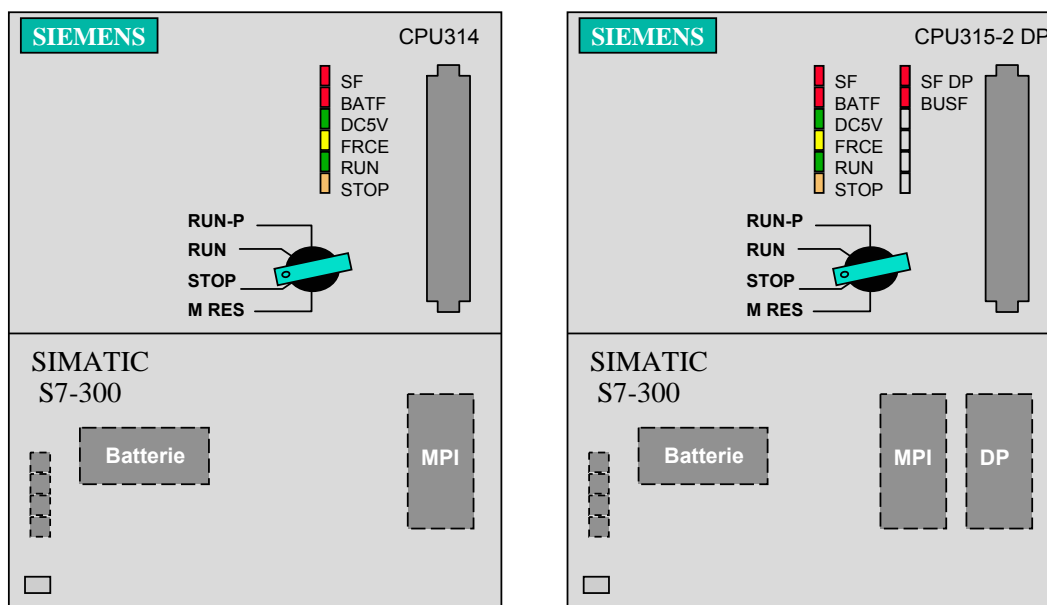 SIEMENS
CPU314
SF
BATF
DC5V
FRCE
RUN
STOP
RUN-P
RUN
STOP
M RES
SIMATIC
S7-300
Batterie
MPI
SIEMENS
CPU315-2 DP
SF
BATF
DC5V
FRCE
RUN
STOP
SF DP
BUSF
RUN-P
RUN
STOP
M RES
SIMATIC
S7-300
Batterie
MPI
DP